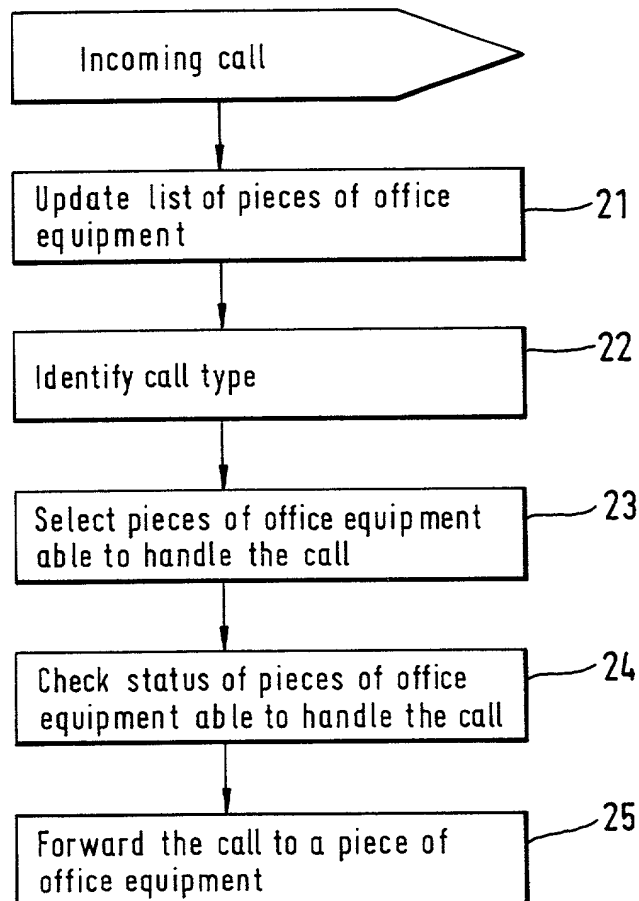 Incoming call
Update list of pieces of office
equipment
21
Identify call type
22
Select pieces of office equipment
able to handle the call
23
Check status of pieces of office
equipment able to handle the call
24
Forward the call to a piece of
office equipment
25